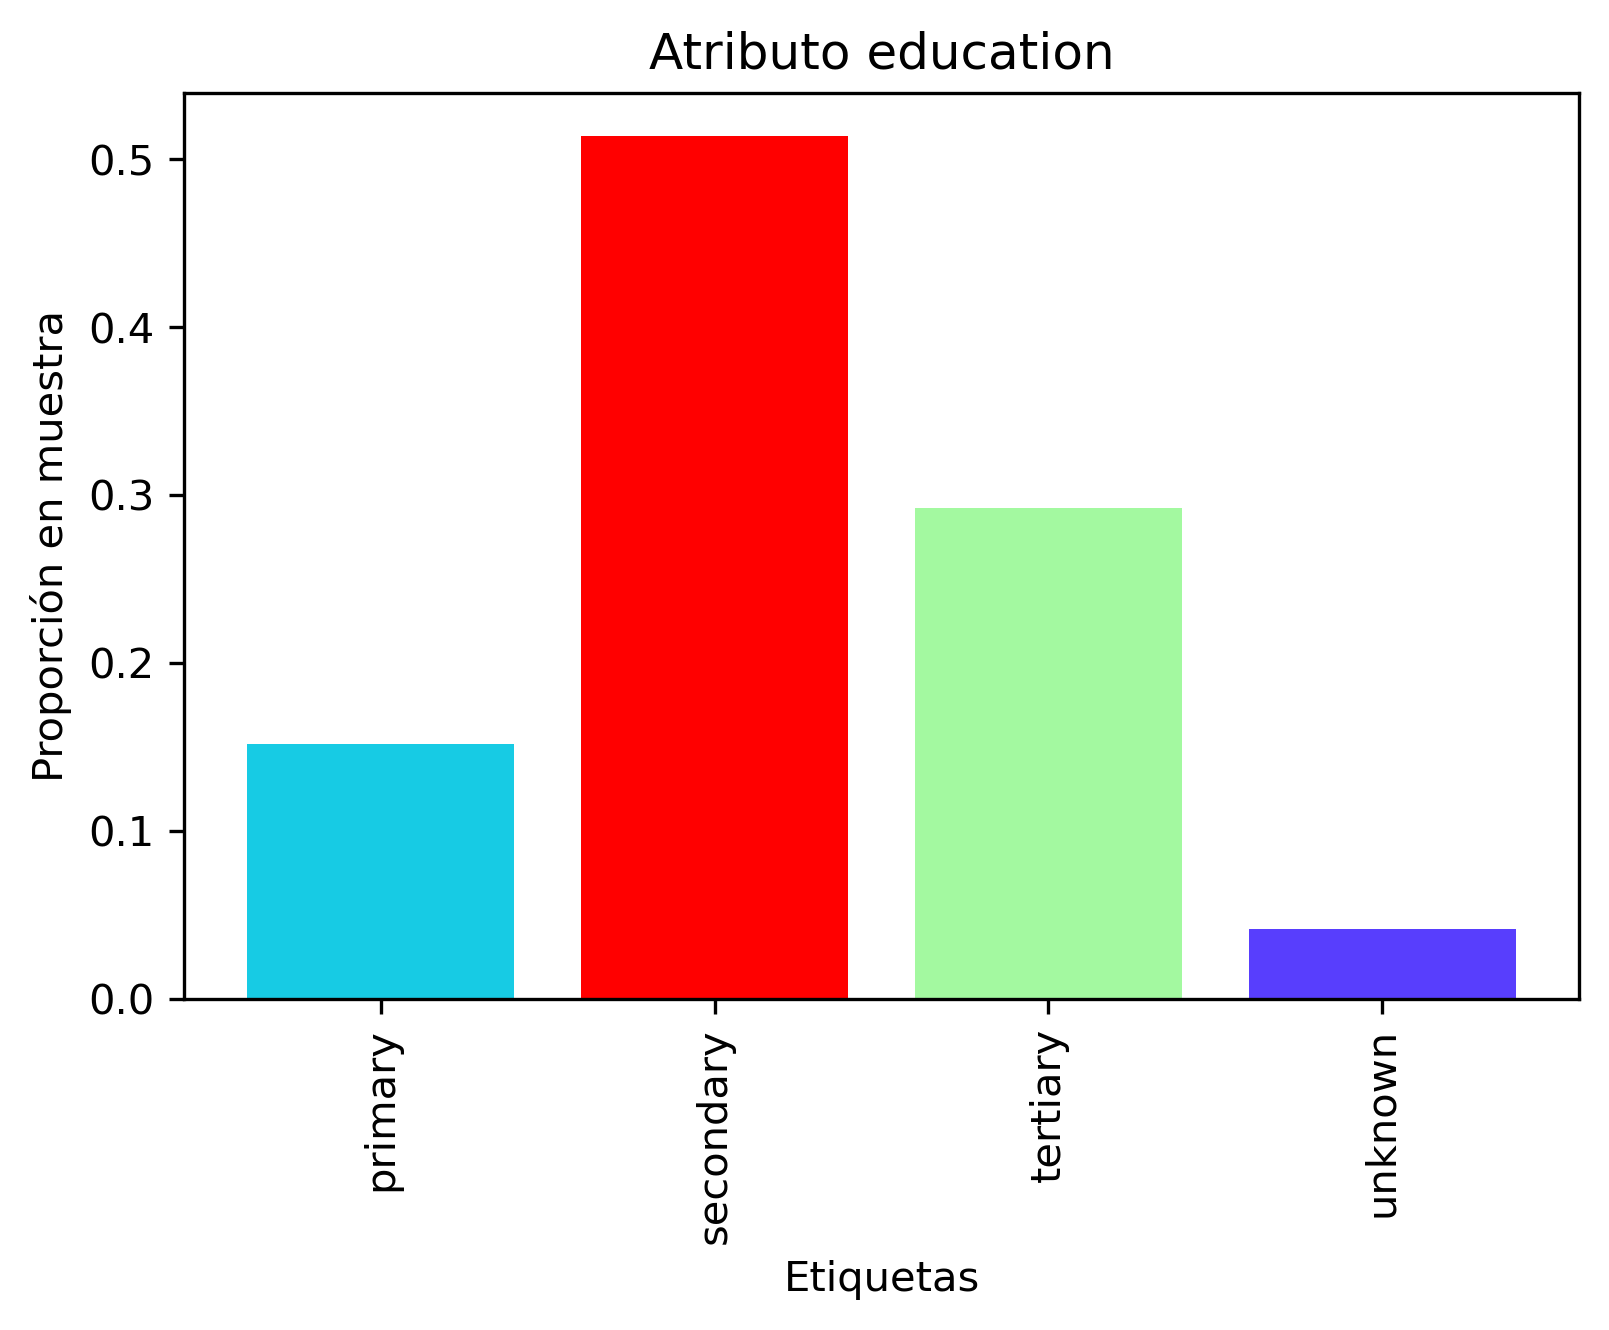 Atributo education
Proporción en muestra
0.5
0.4
0.3
0.2
0.1
0.0
primary
secondary
tertiary
unknown
Etiquetas